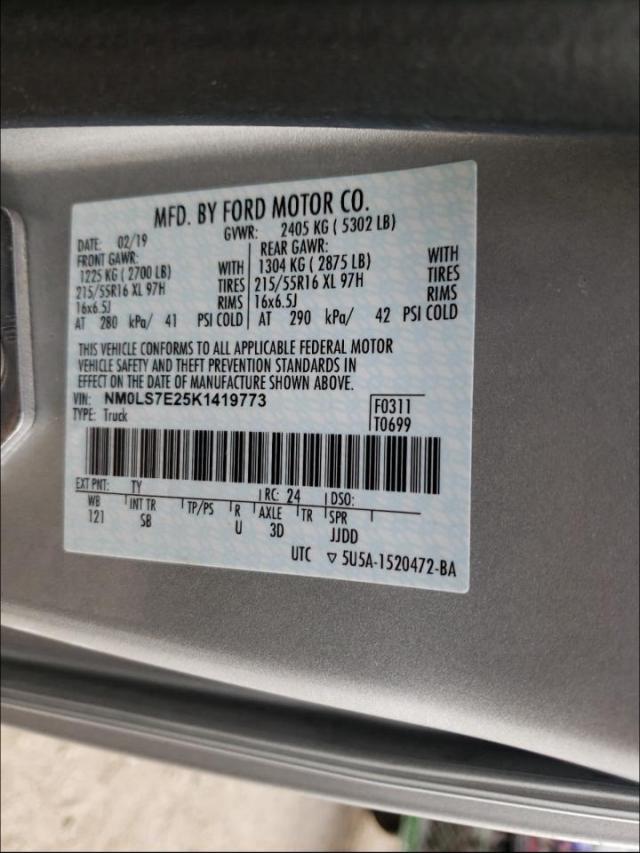 MFD. BY FORD MOTOR CO.
DATE: 02/19 GVWR: 2405 KG ( 5302 LB)
FRONT GAWR: REAR GAWR:
1225 KG ( 2700 LB) WITH 1304 KG ( 2875 LB) WITH
215/55R16 XL 97H TIRES 215/55R16 XL 97H TIRES
16x6.5J RIMS 16x6.5J RIMS
AT 280 kPa/ 41 PSI COLD AT 290 kPa/ 42 PSI COLD
THIS VEHICLE CONFORMS TO ALL APPLICABLE FEDERAL MOTOR
VEHICLE SAFETY AND THEFT PREVENTION STANDARDS IN
EFFECT ON THE DATE OF MANUFACTURE SHOWN ABOVE.
VIN: NM0LS7E25K1419773 F0311
TYPE: Truck T0699
EXT PNT: TY RC: 24 DSO:
WB INT TR TP/PS R AXLE TR SPR
121 SB U 3D JJDD
UTC ▽ 5U5A-1520472-BA